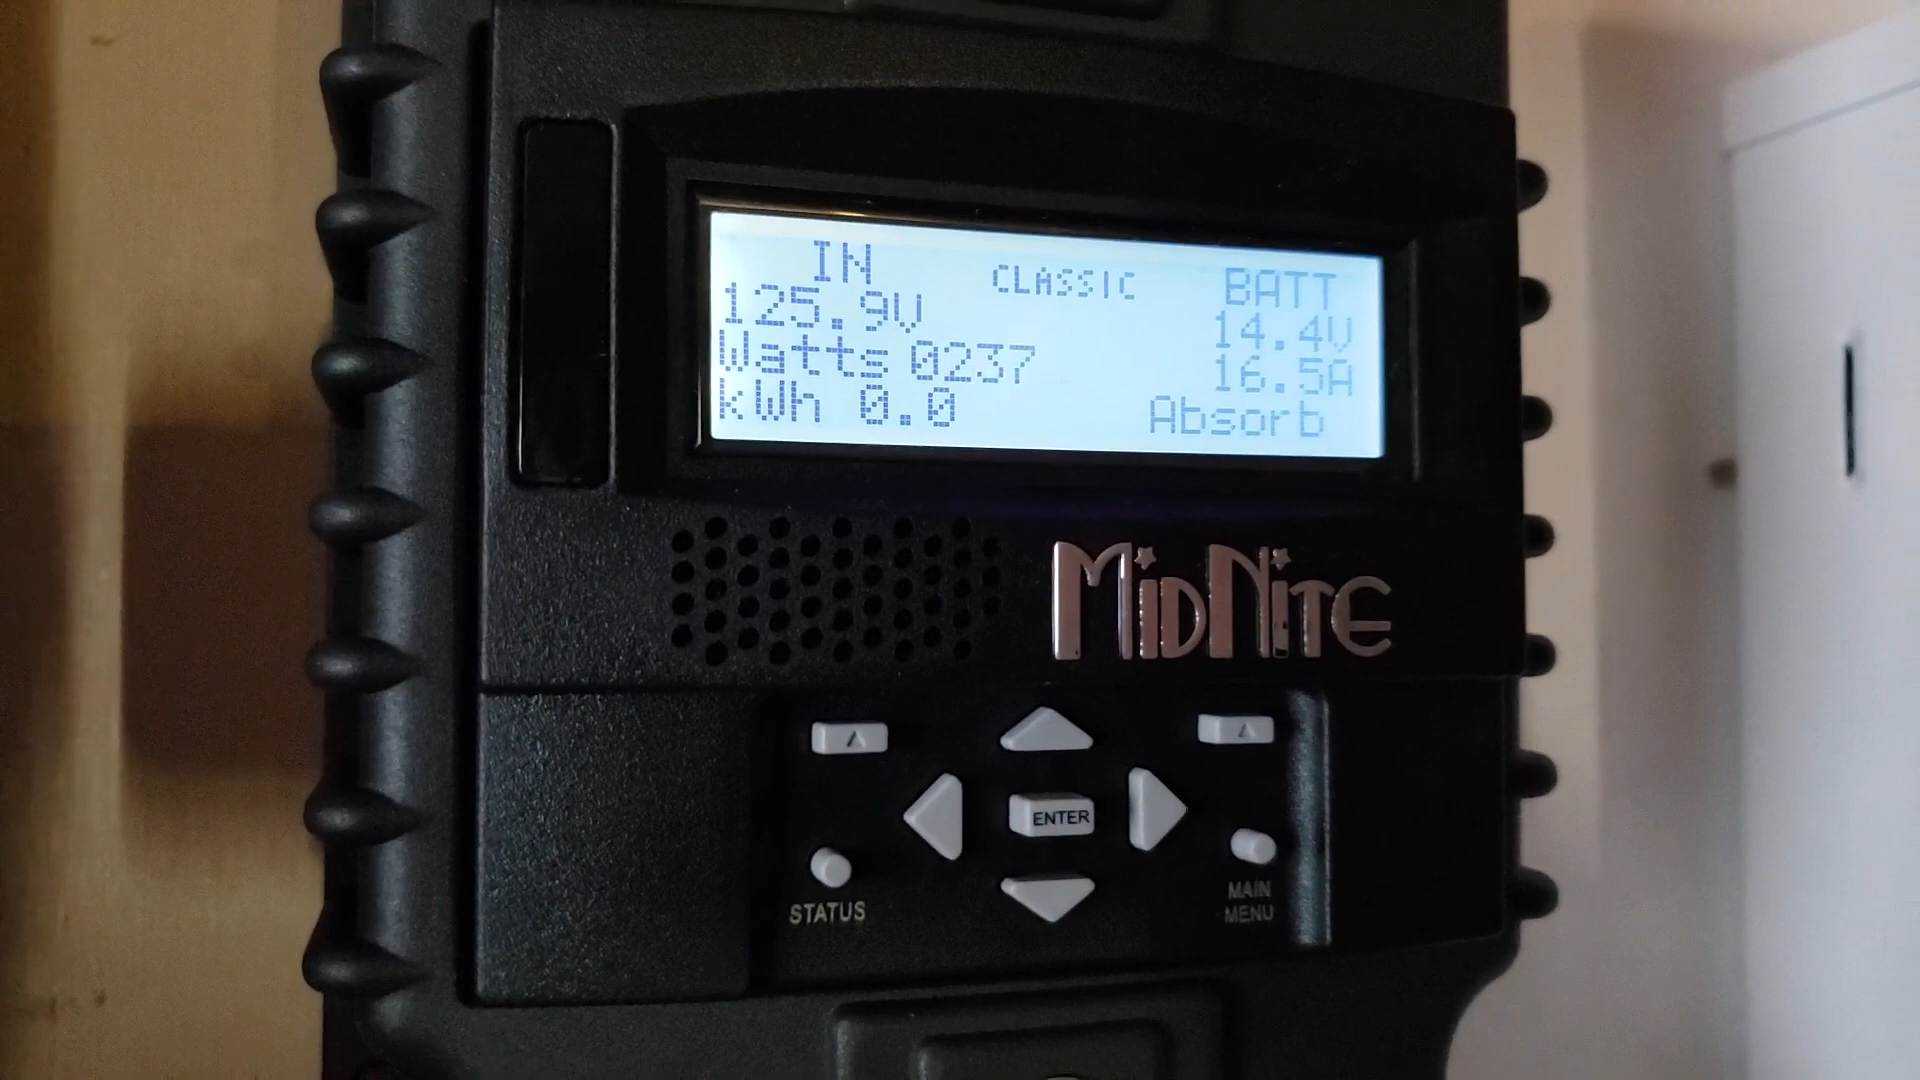 IN CLASSIC BATT
125.9V 14.4V
Watts 0237 16.5A
kWh 0.0 Absorb
MidNite
ENTER
STATUS
MAIN
MENU